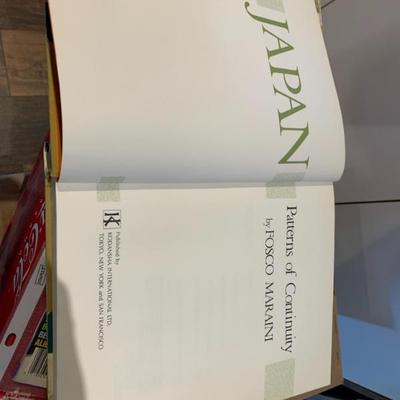 JAPAN
Patterns of Continuity
by FOSCO MARAINI
Published by
KODANSHA INTERNATIONAL LTD.
TOKYO, NEW YORK and SAN FRANCISCO